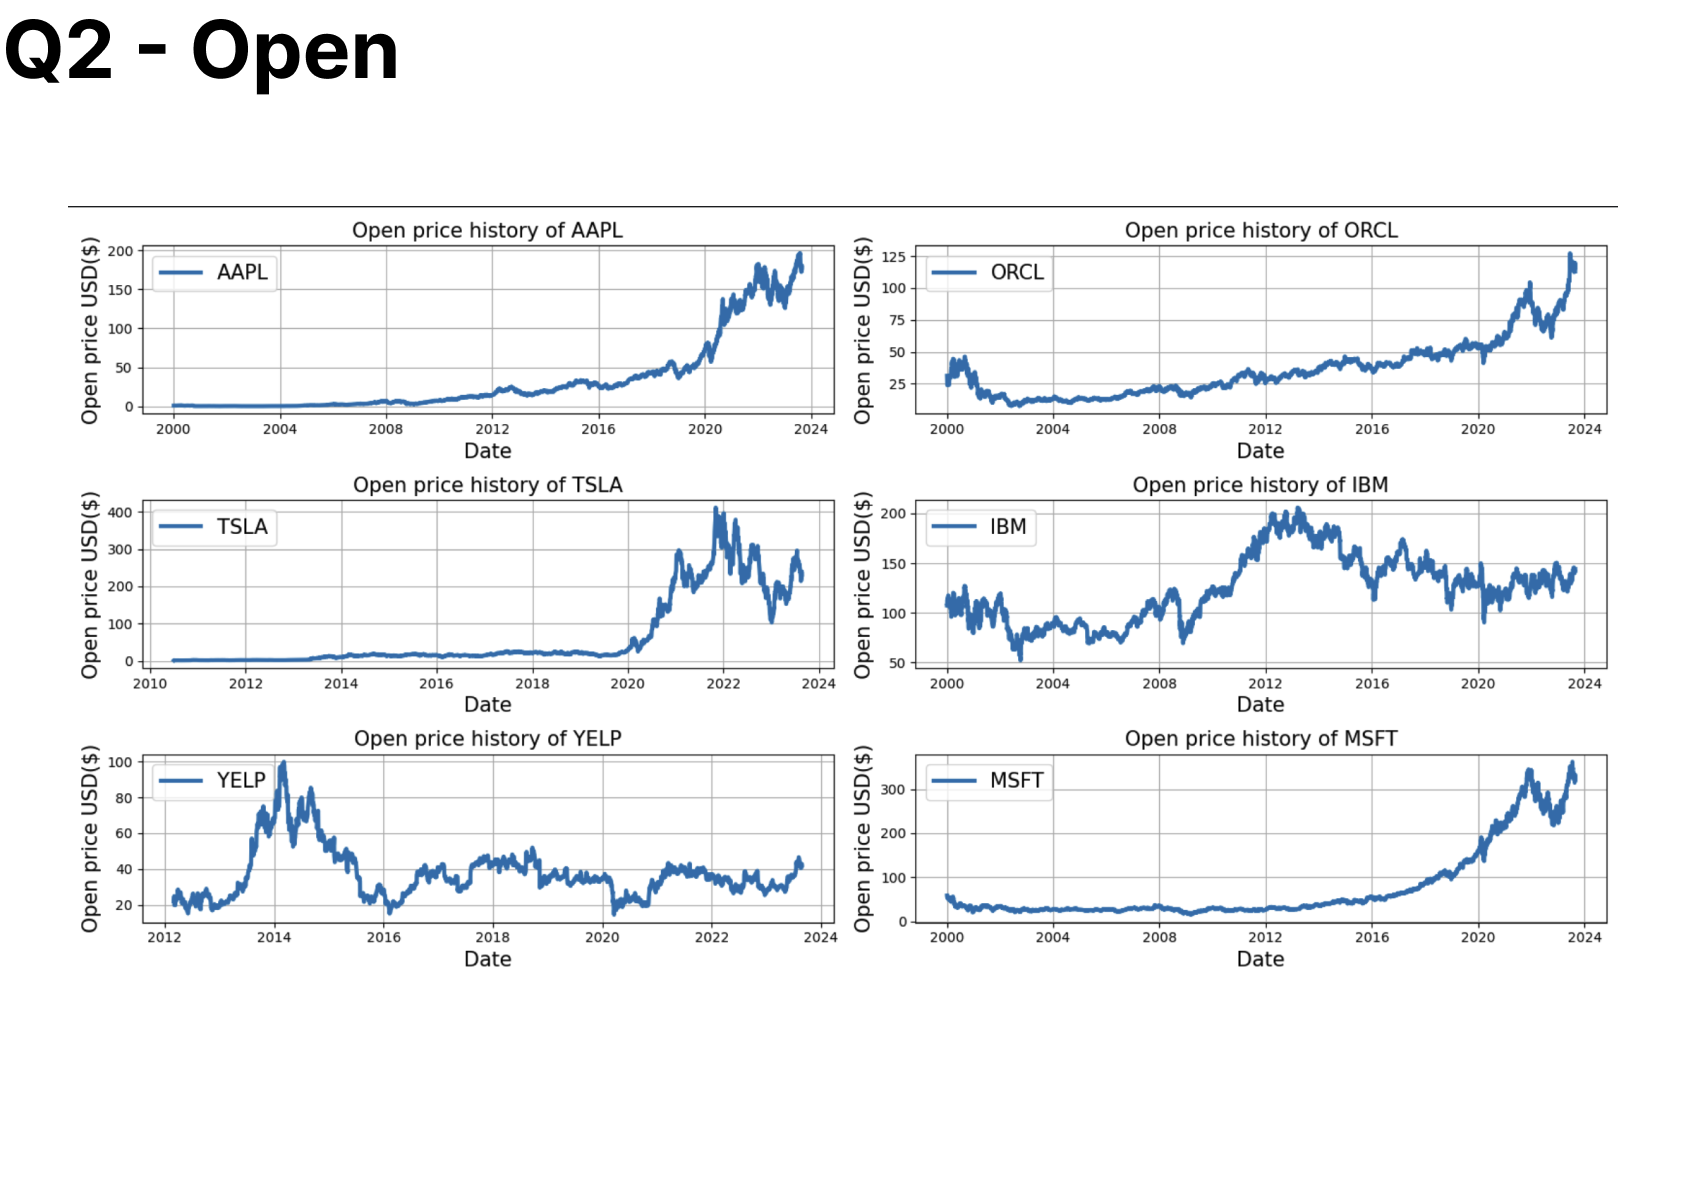 Q2 - Open
Open price history of AAPL
Open price USD($)
200
150
100
50
0
AAPL
2000 2004 2008 2012 2016 2020 2024
Date
Open price history of ORCL
Open price USD($)
125
100
75
50
25
ORCL
2000 2004 2008 2012 2016 2020 2024
Date
Open price history of TSLA
Open price USD($)
400
300
200
100
0
TSLA
2010 2012 2014 2016 2018 2020 2022 2024
Date
Open price history of IBM
Open price USD($)
200
150
100
50
IBM
2000 2004 2008 2012 2016 2020 2024
Date
Open price history of YELP
Open price USD($)
100
80
60
40
20
YELP
2012 2014 2016 2018 2020 2022 2024
Date
Open price history of MSFT
Open price USD($)
300
200
100
0
MSFT
2000 2004 2008 2012 2016 2020 2024
Date